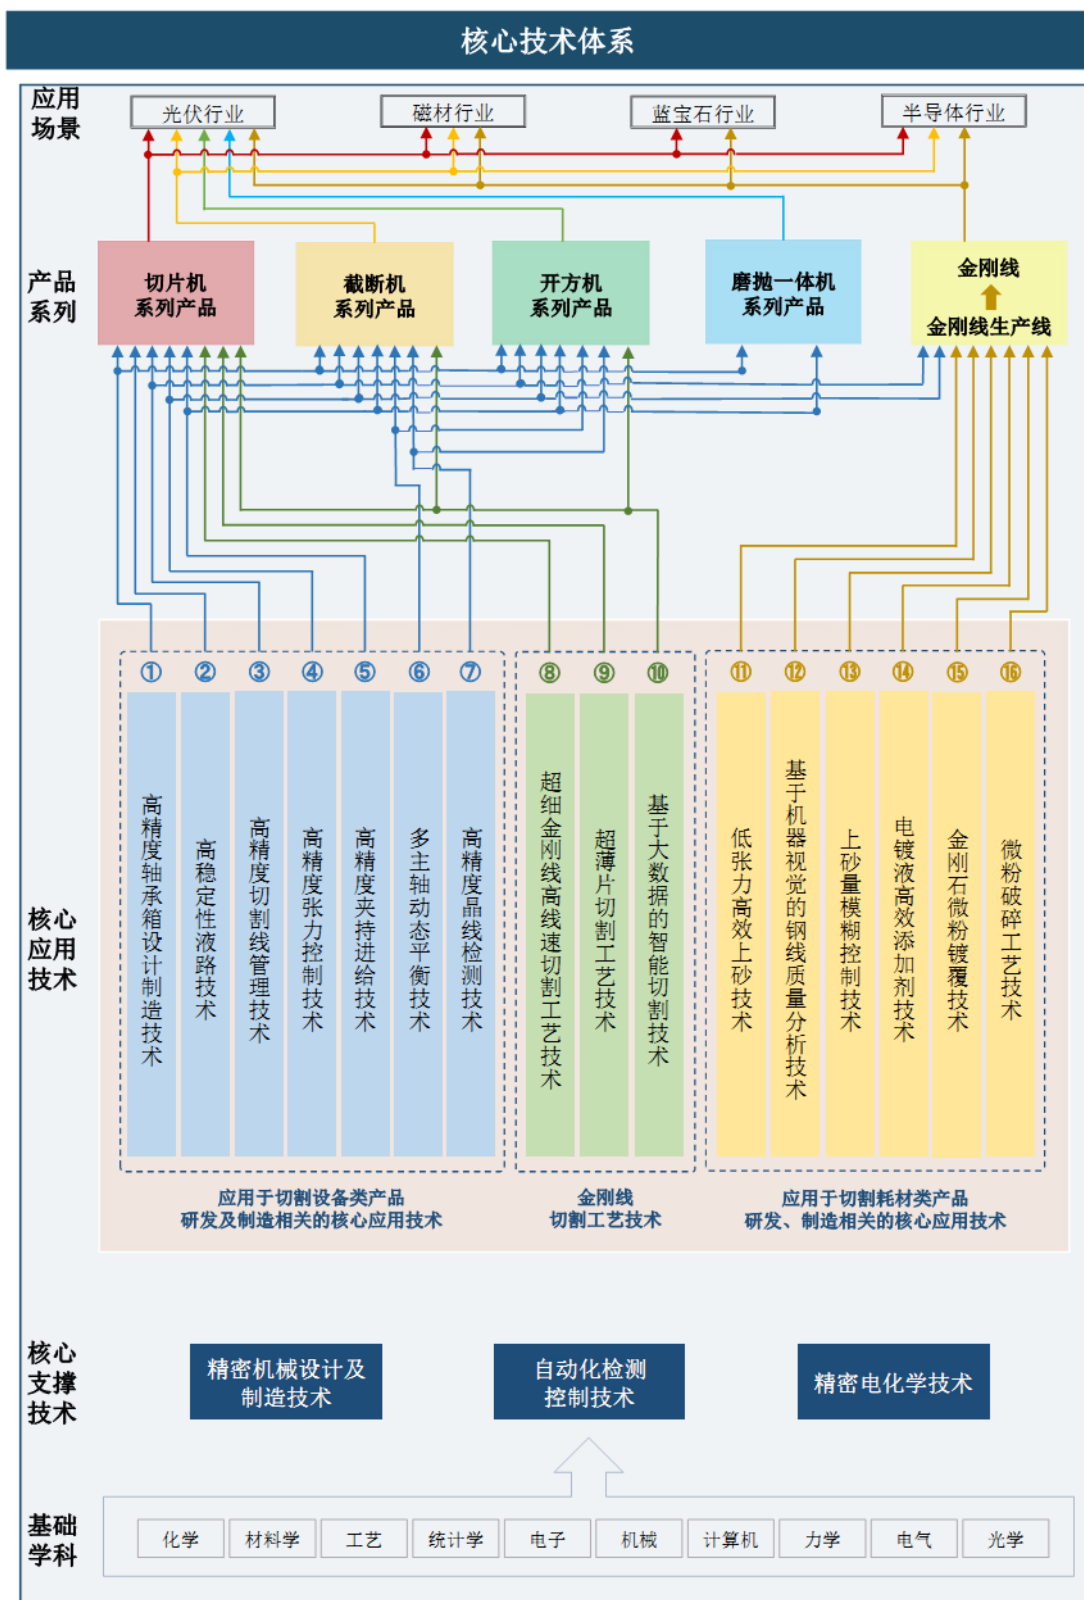 核心技术体系
应用
场景
光伏行业
磁材行业
蓝宝石行业
半导体行业
产品
系列
切片机
系列产品
截断机
系列产品
开方机
系列产品
磨抛一体机
系列产品
金刚线
金刚线生产线
核心
应用
技术
①
②
③
④
⑤
⑥
⑦
⑧
⑨
⑩
⑪
⑫
⑬
⑭
⑮
⑯
高精度轴承箱设计制造技术
高稳定性液路技术
高精度切割线管理技术
高精度张力控制技术
高精度夹持进给技术
多主轴动态平衡技术
高精度晶线检测技术
超细金刚线高线速切割工艺技术
超薄片切割工艺技术
基于大数据的智能切割技术
低张力高效上砂技术
基于机器视觉的钢线质量分析技术
上砂量模糊控制技术
电镀液高效添加剂技术
金刚石微粉镀覆技术
微粉破碎工艺技术
应用于切割设备类产品
研发及制造相关的核心应用技术
金刚线
切割工艺技术
应用于切割耗材类产品
研发、制造相关的核心应用技术
核心
支撑
技术
精密机械设计及
制造技术
自动化检测
控制技术
精密电化学技术
基础
学科
化学
材料学
工艺
统计学
电子
机械
计算机
力学
电气
光学